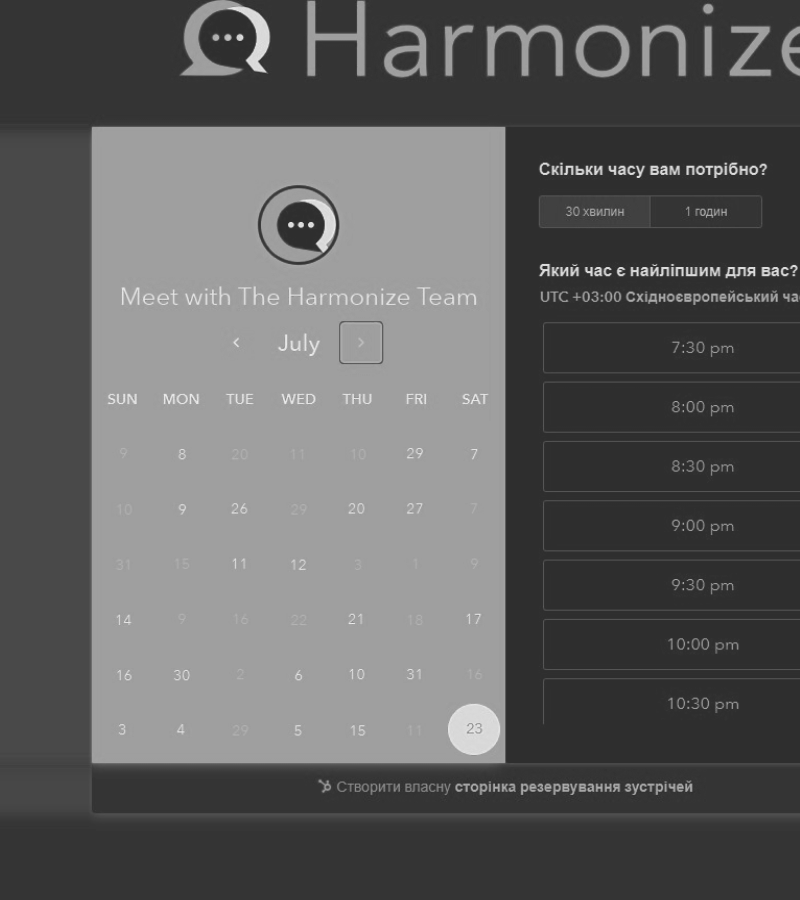 Harmonize
Meet with The Harmonize Team
July
SUN MON TUE WED THU FRI SAT
9 8 20 11 10 29 7
10 9 26 29 20 27 7
31 15 11 12 3 1 9
14 9 16 22 21 18 17
16 30 2 6 10 31 16
3 4 29 5 15 11 23
Скільки часу вам потрібно?
30 хвилин 1 годин
Який час є найліпшим для вас?
UTC +03:00 Східноєвропейський ча
7:30 pm
8:00 pm
8:30 pm
9:00 pm
9:30 pm
10:00 pm
10:30 pm
Створити власну сторінка резервування зустрічей